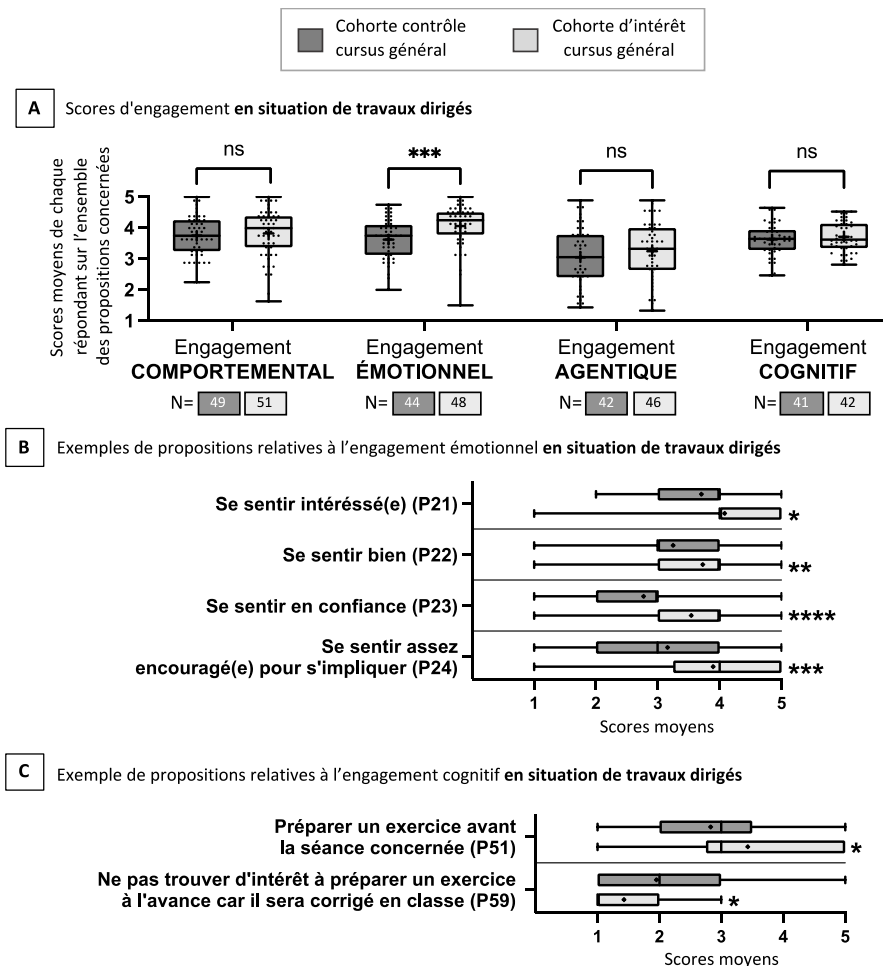 Cohorte contrôle
cursus général
Cohorte d'intérêt
cursus général
A Scores d'engagement en situation de travaux dirigés
Scores moyens de chaque
répondant sur l'ensemble
des propositions concernées
ns
***
ns
ns
5
4
3
2
1
Engagement
COMPORTEMENTAL
Engagement
ÉMOTIONNEL
Engagement
AGENTIQUE
Engagement
COGNITIF
N= 49 51
N= 44 48
N= 42 46
N= 41 42
B Exemples de propositions relatives à l'engagement émotionnel en situation de travaux dirigés
Se sentir intéréssé(e) (P21)
*
Se sentir bien (P22)
**
Se sentir en confiance (P23)
****
Se sentir assez
encouragé(e) pour s'impliquer (P24)
***
1 2 3 4 5
Scores moyens
C Exemple de propositions relatives à l'engagement cognitif en situation de travaux dirigés
Préparer un exercice avant
la séance concernée (P51)
*
Ne pas trouver d'intérêt à préparer un exercice
à l'avance car il sera corrigé en classe (P59)
*
1 2 3 4 5
Scores moyens